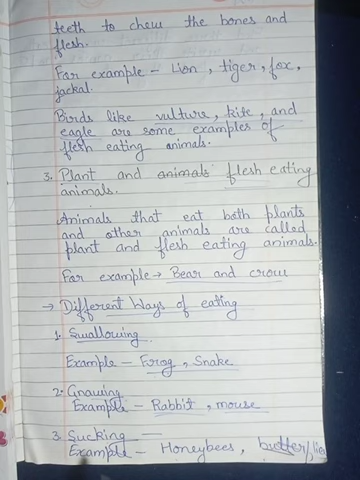 teeth to chew the bones and
flesh.
For example - Lion, tiger, fox,
jackal.
Birds like vulture, kite, and
eagle are some examples of
flesh eating animals.
3. Plant and animals flesh eating
animals.
Animals that eat both plants
and other animals are called
plant and flesh eating animals.
For example → Bear and crow
→ Different Ways of eating
1. Swallowing
Example - Frog, Snake
2. Gnawing
Example - Rabbit, mouse
3. Sucking
Example - Honeybees, butterflies